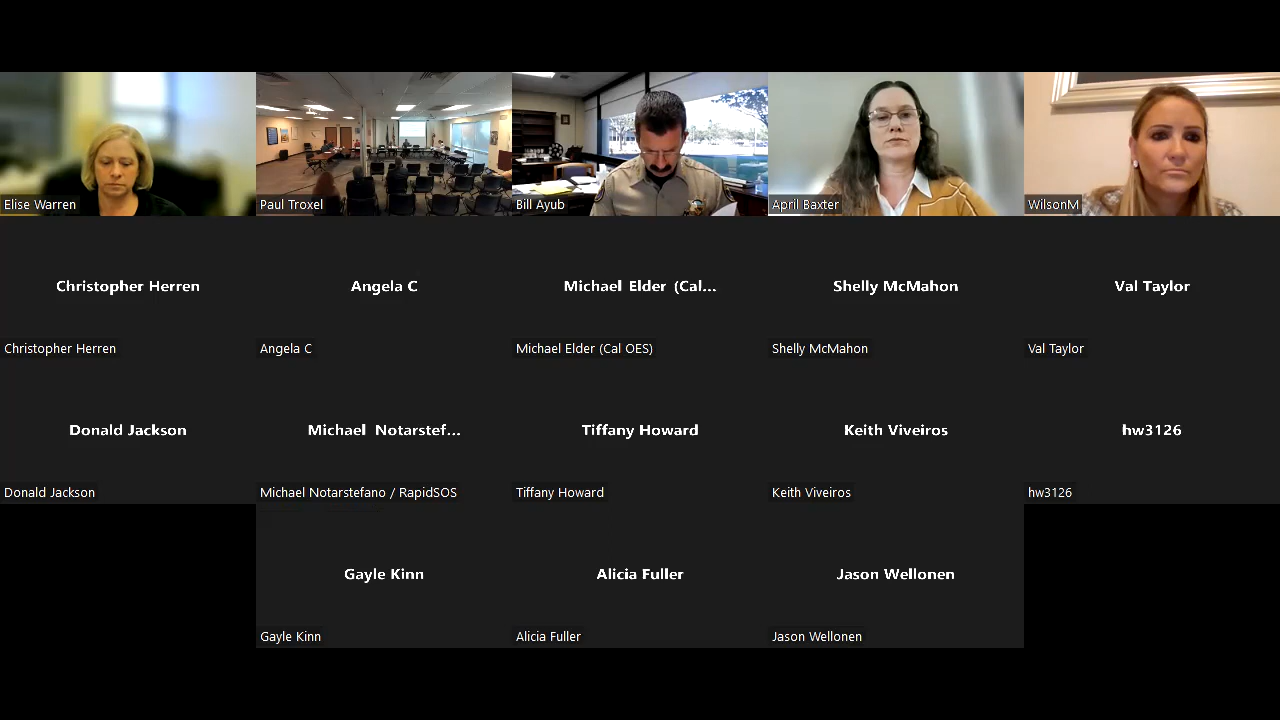 Elise Warren
Paul Troxel
Bill Ayub
April Baxter
WilsonM
Christopher Herren
Angela C
Michael Elder (Cal...
Shelly McMahon
Val Taylor
Christopher Herren
Angela C
Michael Elder (Cal OES)
Shelly McMahon
Val Taylor
Donald Jackson
Michael Notarstef...
Tiffany Howard
Keith Viveiros
hw3126
Donald Jackson
Michael Notarstefano / RapidSOS
Tiffany Howard
Keith Viveiros
hw3126
Gayle Kinn
Alicia Fuller
Jason Wellonen
Gayle Kinn
Alicia Fuller
Jason Wellonen